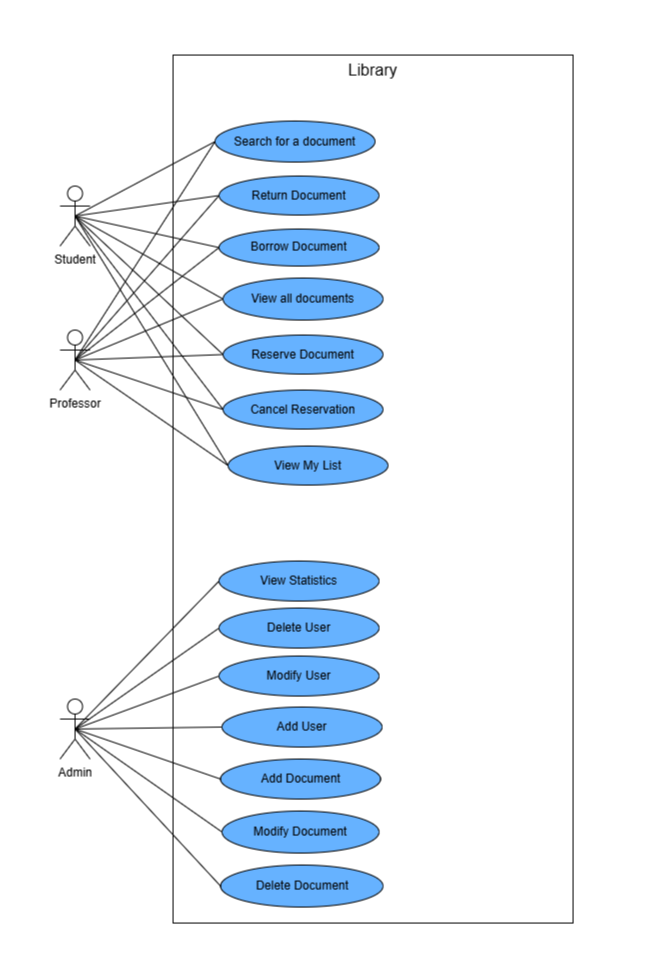 Library
Search for a document
Return Document
Borrow Document
Student
View all documents
Reserve Document
Professor
Cancel Reservation
View My List
View Statistics
Delete User
Modify User
Add User
Admin
Add Document
Modify Document
Delete Document